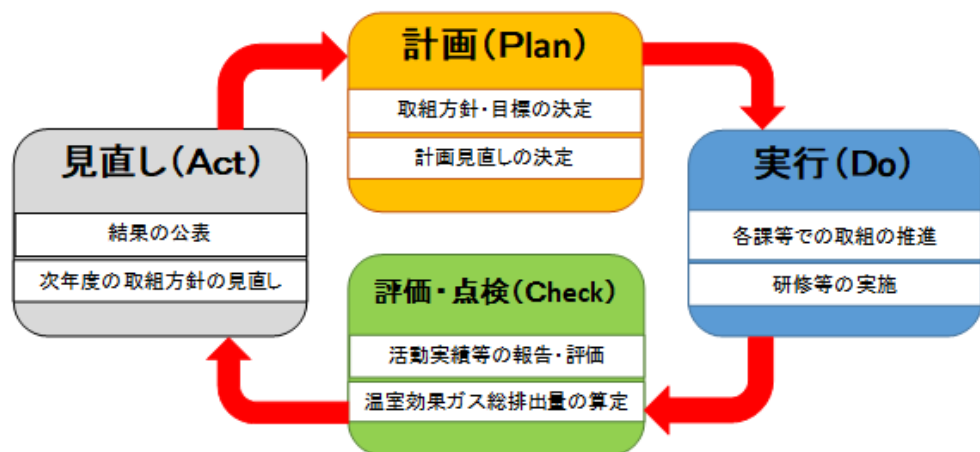 計画(Plan)
取組方針・目標の決定
計画見直しの決定
実行(Do)
各課等での取組の推進
研修等の実施
評価・点検(Check)
活動実績等の報告・評価
温室効果ガス総排出量の算定
見直し(Act)
結果の公表
次年度の取組方針の見直し